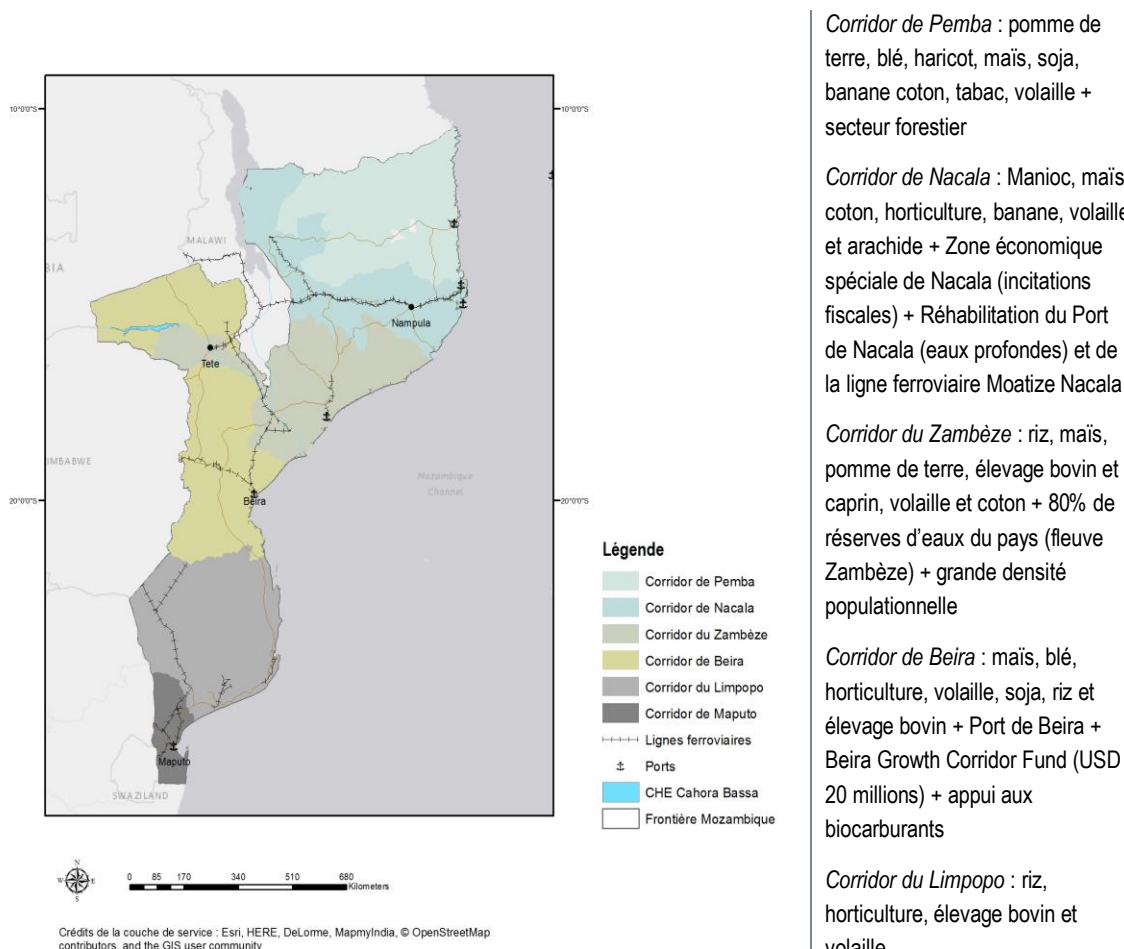 10°0'0"S
10°0'0"S
MALAWI
BIA
Nampula
Tete
IMBABWE
Mozambique
Channel
20°0'0"S
20°0'0"S
Beira
Maputo
SWAZILAND
Légende
Corridor de Pemba
Corridor de Nacala
Corridor du Zambèze
Corridor de Beira
Corridor du Limpopo
Corridor de Maputo
Lignes ferroviaires
Ports
CHE Cahora Bassa
Frontière Mozambique
N
W
E
S
0 85 170 340 510 680
Kilometers
Crédits de la couche de service : Esri, HERE, DeLorme, MapmyIndia, © OpenStreetMap
contributors, and the GIS user community
Corridor de Pemba : pomme de
terre, blé, haricot, maïs, soja,
banane coton, tabac, volaille +
secteur forestier
Corridor de Nacala : Manioc, maïs
coton, horticulture, banane, volaille
et arachide + Zone économique
spéciale de Nacala (incitations
fiscales) + Réhabilitation du Port
de Nacala (eaux profondes) et de
la ligne ferroviaire Moatize Nacala
Corridor du Zambèze : riz, maïs,
pomme de terre, élevage bovin et
caprin, volaille et coton + 80% de
réserves d'eaux du pays (fleuve
Zambèze) + grande densité
populationnelle
Corridor de Beira : maïs, blé,
horticulture, volaille, soja, riz et
élevage bovin + Port de Beira +
Beira Growth Corridor Fund (USD
20 millions) + appui aux
biocarburants
Corridor du Limpopo : riz,
horticulture, élevage bovin et
volaille